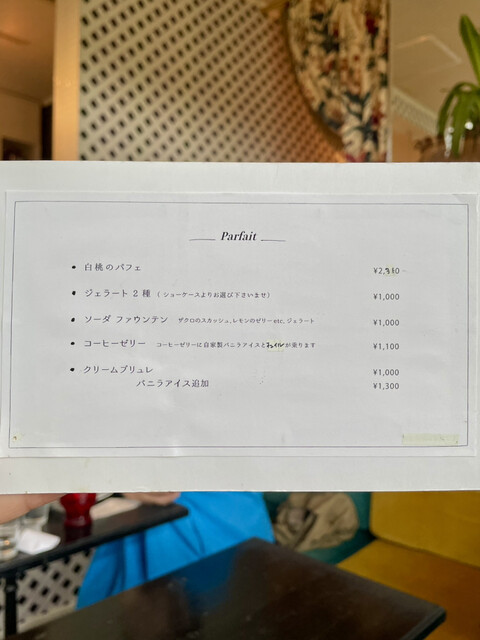 Parfait
• 白桃のパフェ ¥2,310
• ジェラート 2 種 ( ショーケースよりお選び下さいませ) ¥1,000
• ソーダ ファウンテン ザクロのスカッシュ, レモンのゼリー etc, ジェラート ¥1,000
• コーヒーゼリー コーヒーゼリーに自家製バニラアイスとが乗ります ¥1,100
• クリームブリュレ ¥1,000
バニラアイス追加 ¥1,300